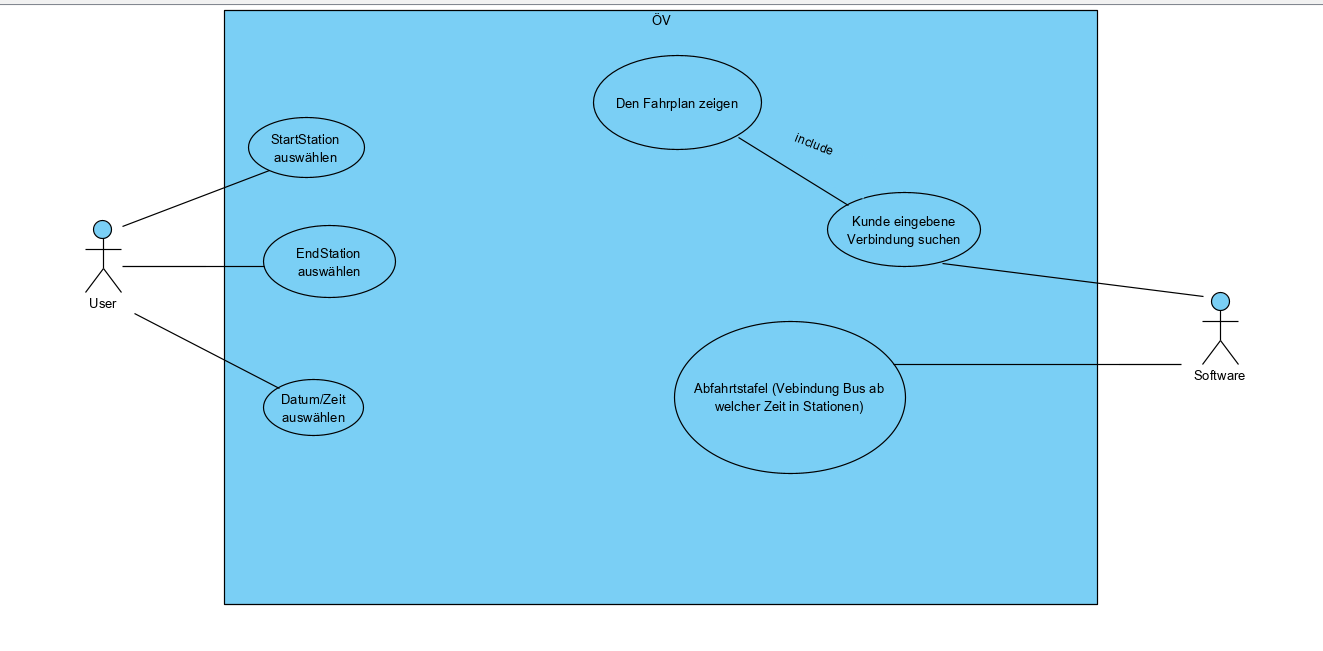 ÖV
Den Fahrplan zeigen
include
StartStation
auswählen
Kunde eingebene
Verbindung suchen
EndStation
auswählen
User
Software
Abfahrtstafel (Vebindung Bus ab
welcher Zeit in Stationen)
Datum/Zeit
auswählen